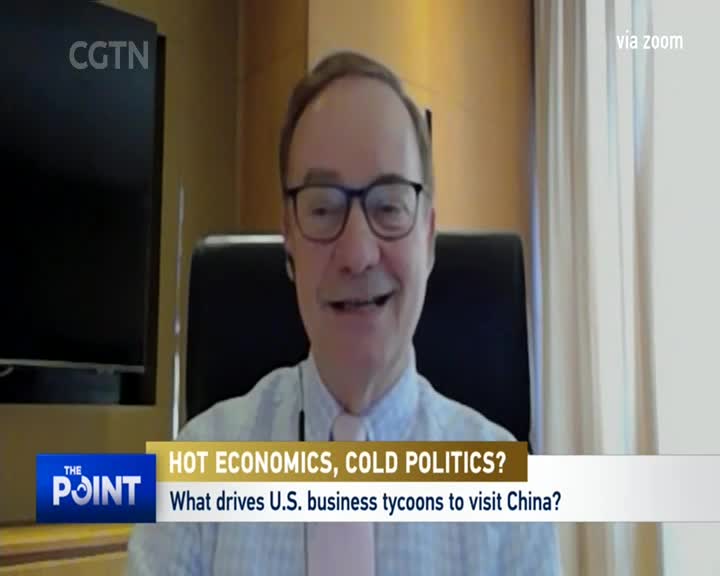 CGTN
via zoom
HOT ECONOMICS, COLD POLITICS?
THE
POINT
What drives U.S. business tycoons to visit China?